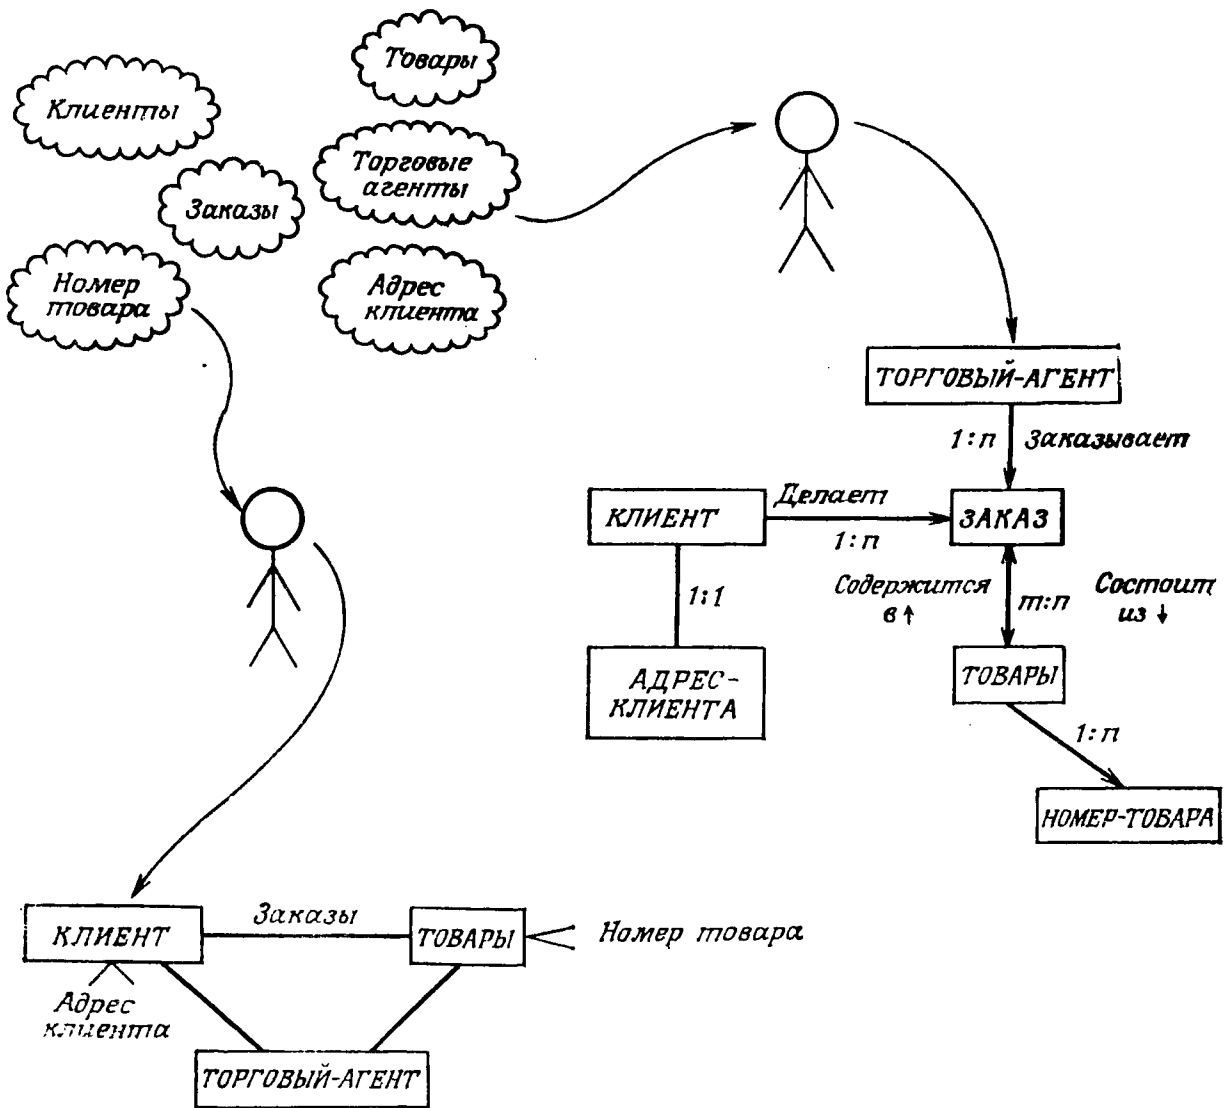 Товары
Клиенты
Торговые
агенты
Заказы
Номер
товара
Адрес
клиента
ТОРГОВЫЙ-АГЕНТ
1:n Заказывает
КЛИЕНТ
Делает
1:n
ЗАКАЗ
1:1
Содержится
в ↑
m:n
Состоит
из ↓
АДРЕС-
КЛИЕНТА
ТОВАРЫ
1:n
НОМЕР-ТОВАРА
КЛИЕНТ
Заказы
ТОВАРЫ
Номер товара
Адрес
клиента
ТОРГОВЫЙ-АГЕНТ